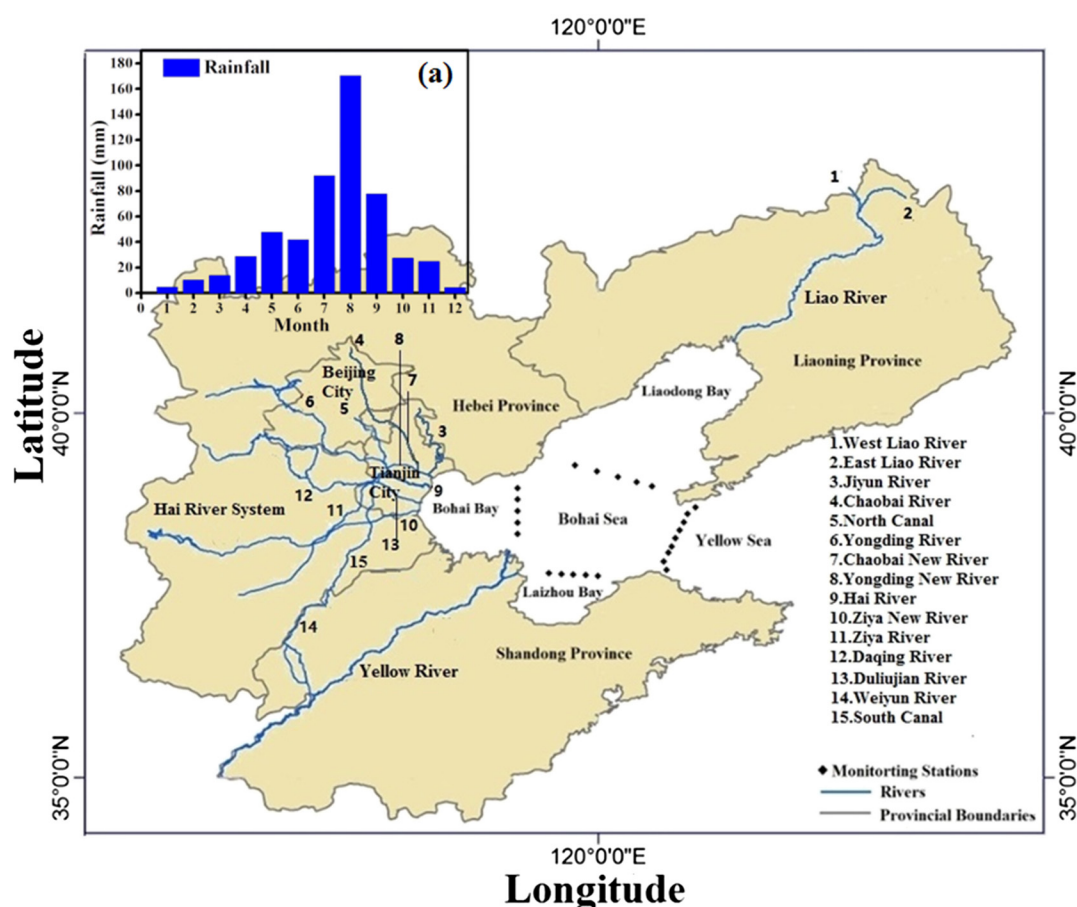 120°0'0"E
(a)
Rainfall
180
160
140
120
100
80
60
40
20
0
Rainfall (mm)
0 1 2 3 4 5 6 7 8 9 10 11 12
Month
Latitude
40°0'0"N
35°0'0"N
40°0'0"N
35°0'0"N
1
2
Liao River
Liaoning Province
Liaodong Bay
4
8
Beijing
City
7
6
5
Hebei Province
3
Tianjin
City
9
12
Hai River System
11
10
13
Bohai Bay
Bohai Sea
Yellow Sea
15
Laizhou Bay
14
Yellow River
Shandong Province
1.West Liao River
2.East Liao River
3.Jiyun River
4.Chaobai River
5.North Canal
6.Yongding River
7.Chaobai New River
8.Yongding New River
9.Hai River
10.Ziya New River
11.Ziya River
12.Daqing River
13.Duliujian River
14.Weiyun River
15.South Canal
Monitorting Stations
Rivers
Provincial Boundaries
120°0'0"E
Longitude